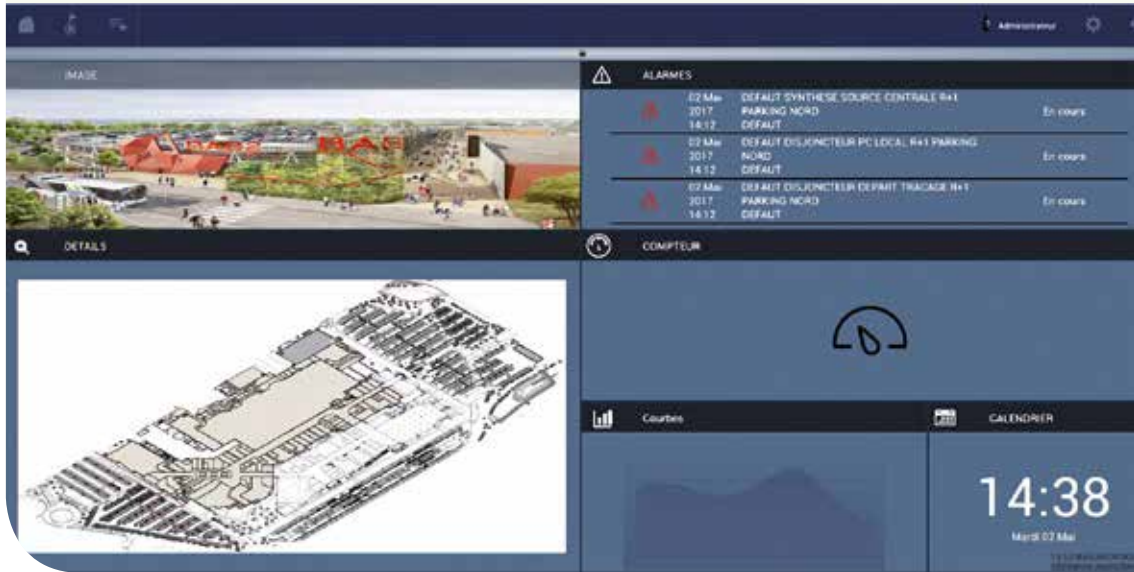 Administrateur
IMAGE
ALARMES
02 Mai
2017
14:12
DEFAUT SYNTHESE SOURCE CENTRALE R+1
PARKING NORD
DEFAUT
En cours
02 Mai
2017
14:12
DEFAUT DISJONCTEUR PC LOCAL R+1 PARKING
NORD
DEFAUT
En cours
02 Mai
2017
14:12
DEFAUT DISJONCTEUR DEPART TRACAGE R+1
PARKING NORD
DEFAUT
En cours
DETAILS
COMPTEUR
Courbes
CALENDRIER
14:38
Mardi 02 Mai